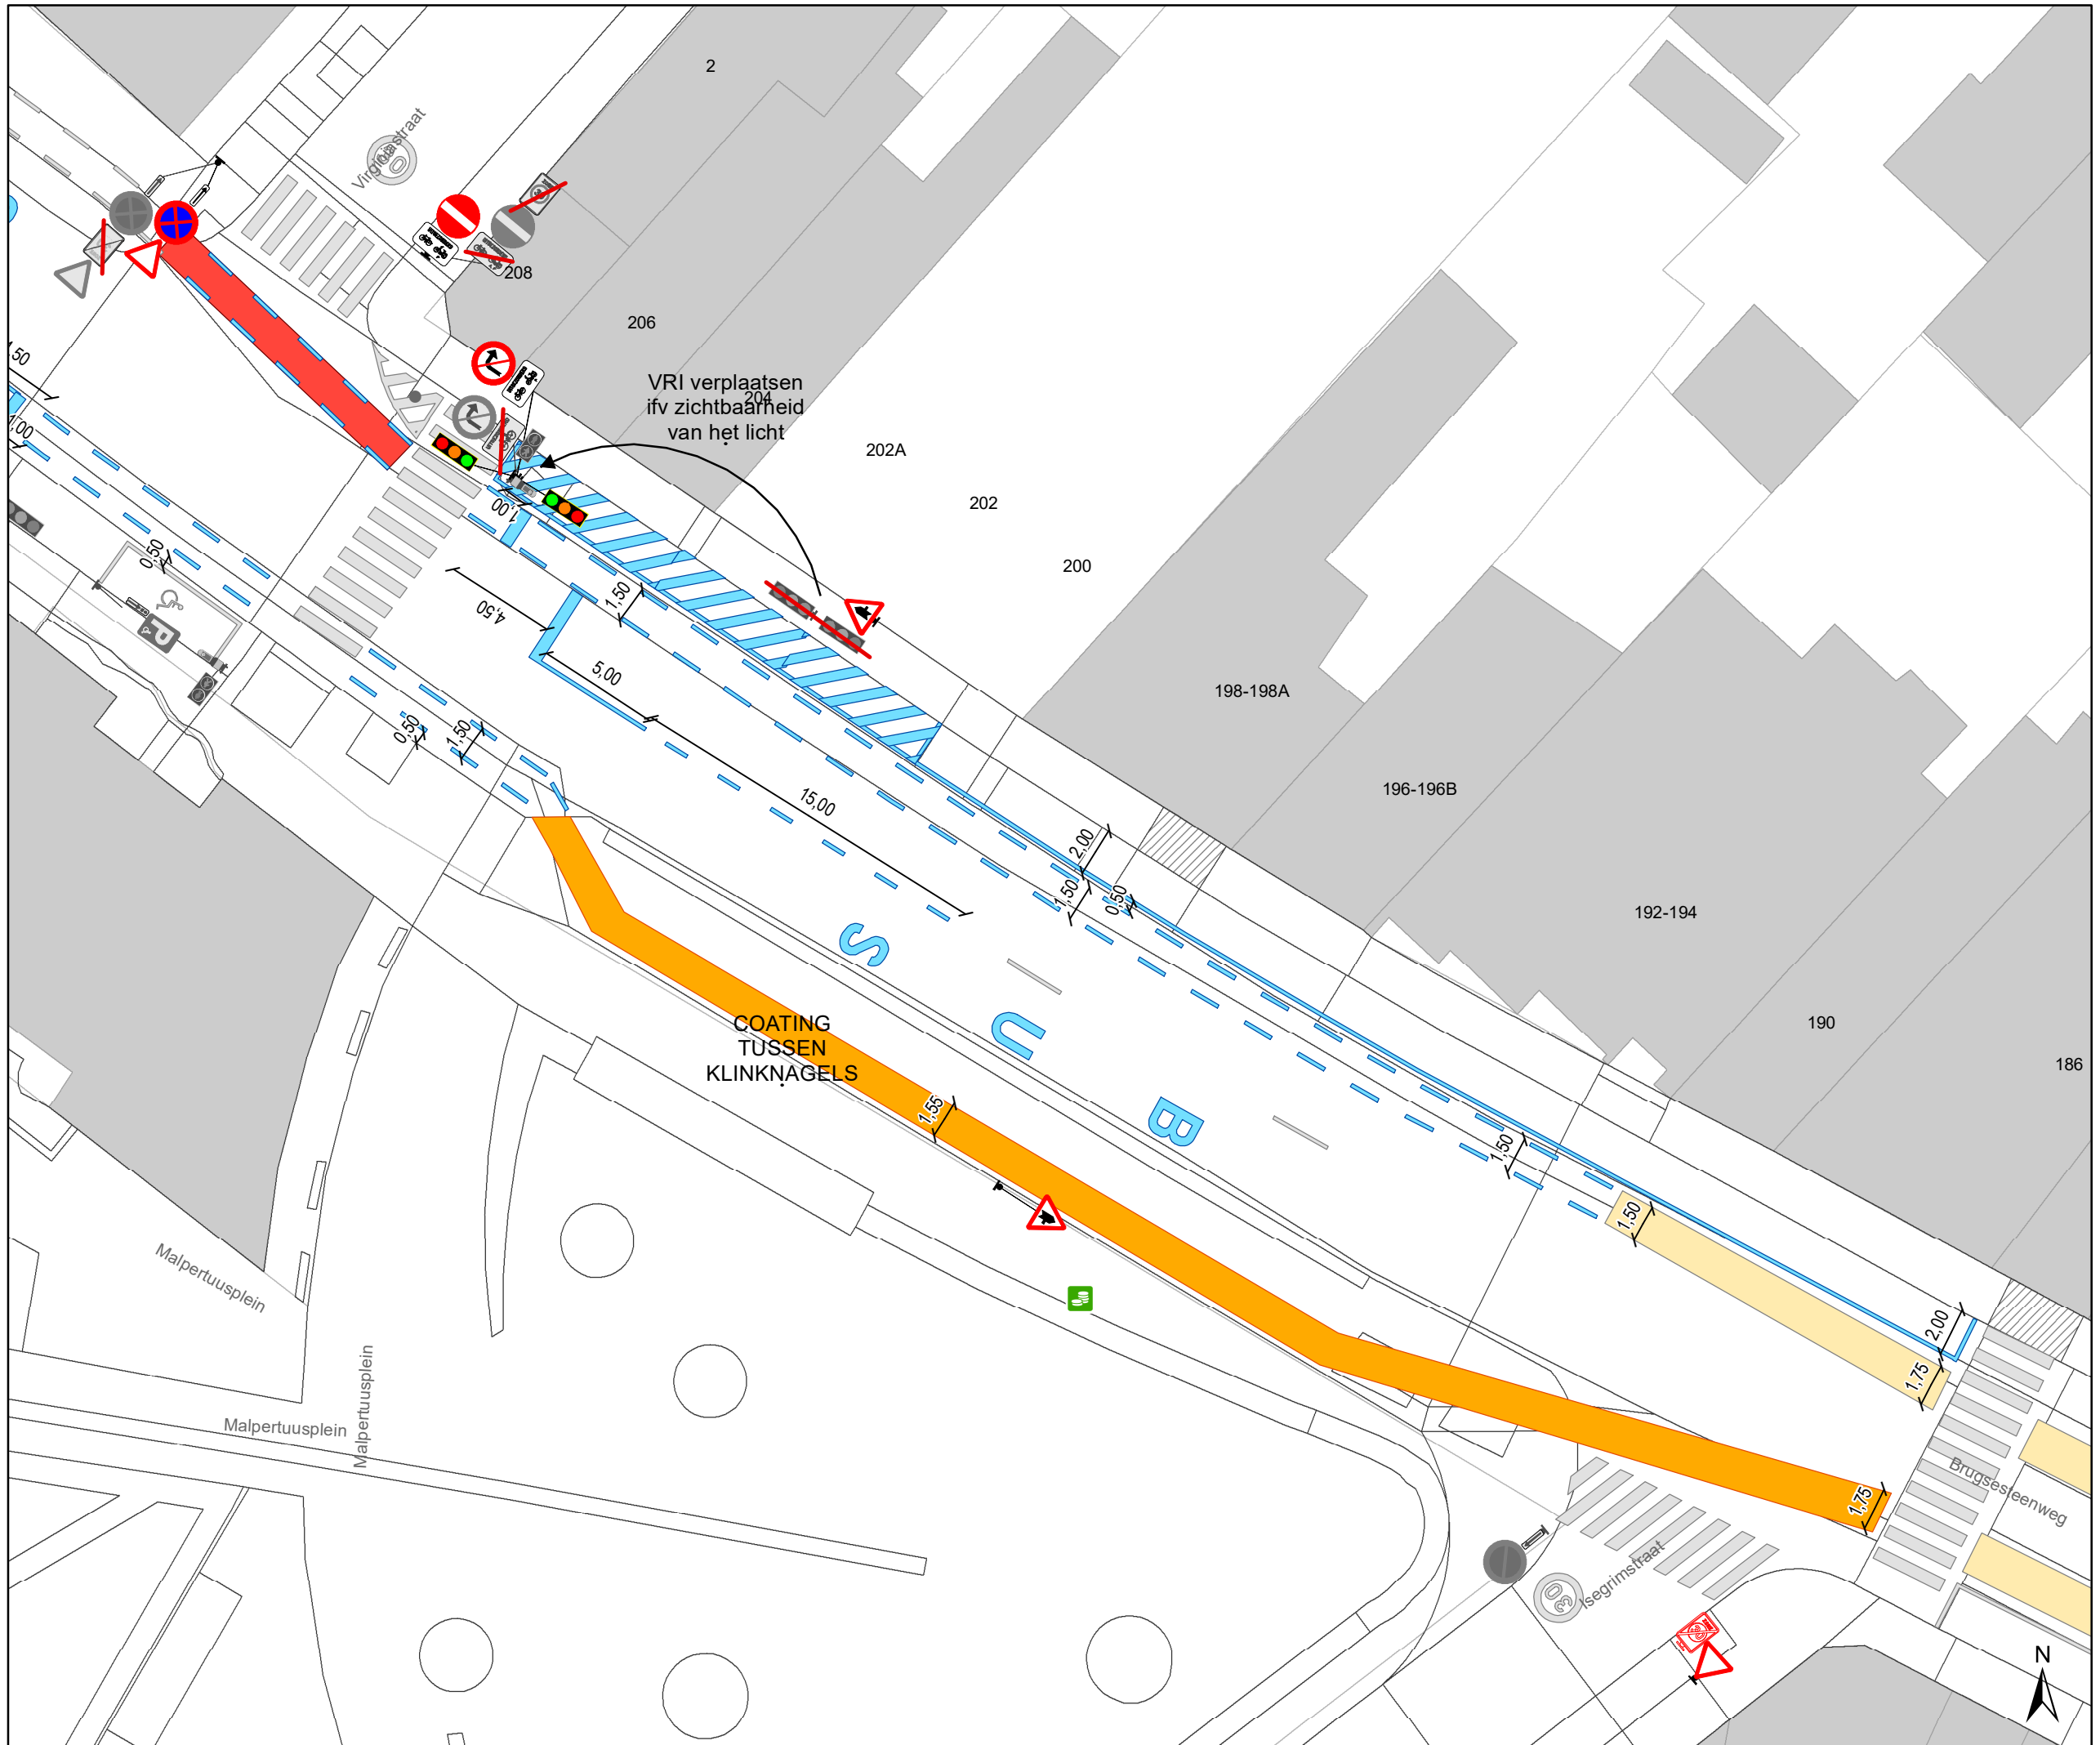 2
Virginiastraat
208
206
VRI verplaatsen
204
ifv zichtbaarheid
van het licht
202A
202
200
198-198A
196-196B
192-194
190
186
1,00
0,50
1,00
1,50
4,50
5,00
0,50
1,50
15,00
2,00
1,50
0,50
S
U
B
COATING
TUSSEN
KLINKNAGELS
1,55
1,50
1,50
2,00
1,75
1,75
P
Malpertuusplein
Malpertuusplein
Malpertuusplein
Brugsesteenweg
Isegrimstraat
30
N